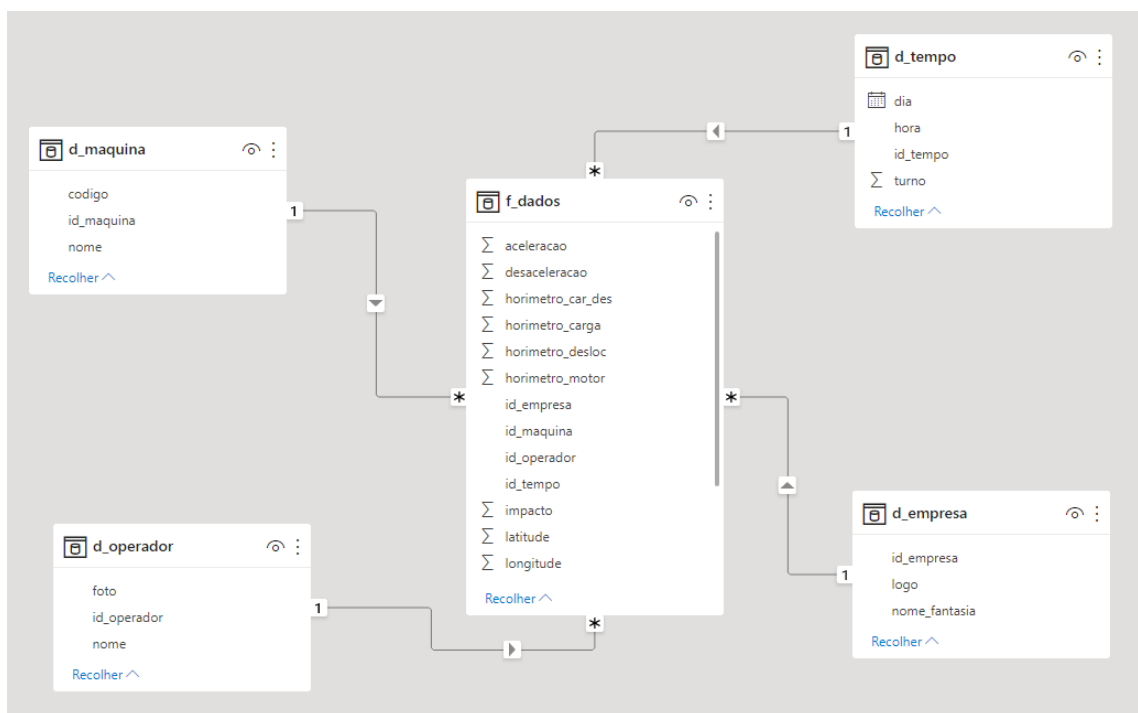 d_tempo
dia
hora
id_tempo
turno
Recolher
1
*
d_maquina
codigo
id_maquina
nome
Recolher
1
*
f_dados
aceleracao
desaceleracao
horimetro_car_des
horimetro_carga
horimetro_desloc
horimetro_motor
id_empresa
id_maquina
id_operador
id_tempo
impacto
latitude
longitude
Recolher
*
*
d_operador
foto
id_operador
nome
Recolher
1
d_empresa
id_empresa
logo
nome_fantasia
Recolher
1